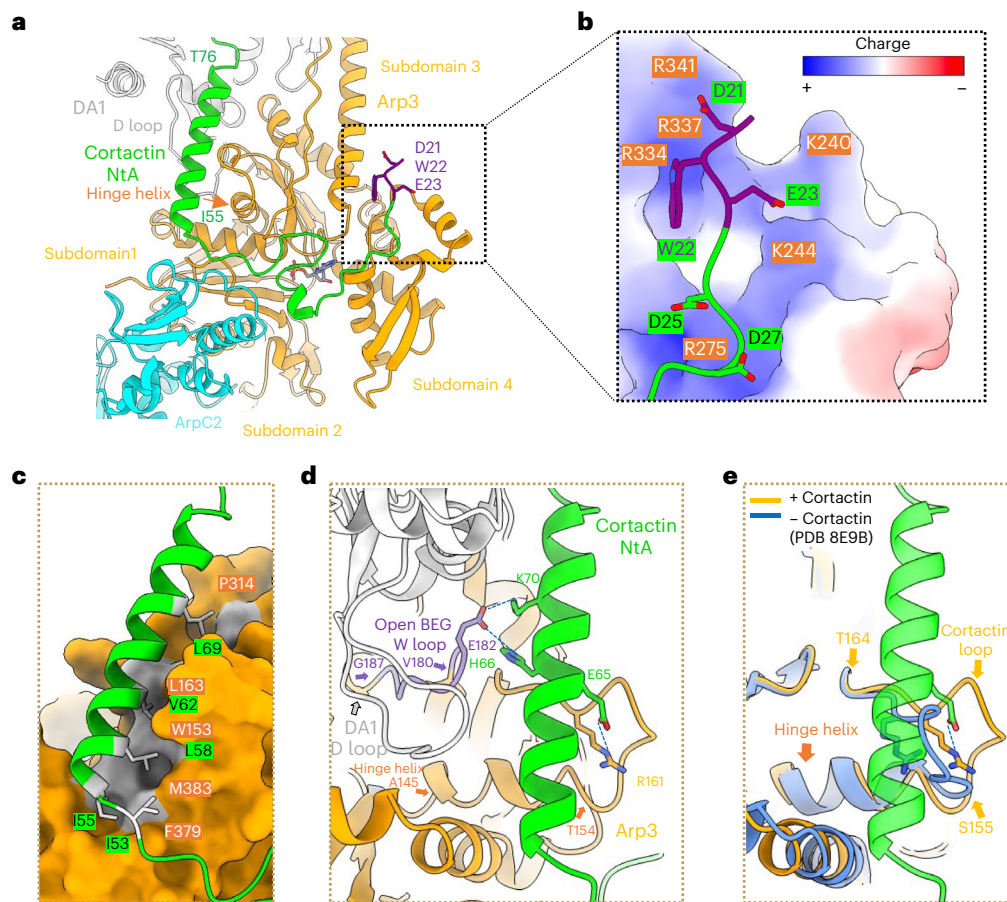 a
T76
DA1
D loop
Cortactin
NtA
Hinge helix
I55
Subdomain1
ArpC2
Subdomain 2
Subdomain 3
Arp3
D21
W22
E23
Subdomain 4
b
Charge
+
–
R341
D21
R337
R334
K240
E23
W22
K244
D25
R275
D27
c
P314
L69
L163
V62
W153
L58
M383
I55
F379
I53
d
Cortactin
NtA
K70
Open BEG
W loop
E182
G187
V180
H66
E65
DA1
D loop
Hinge helix
A145
R161
T154
Arp3
e
+ Cortactin
– Cortactin
(PDB 8E9B)
T164
Cortactin
loop
Hinge helix
S155